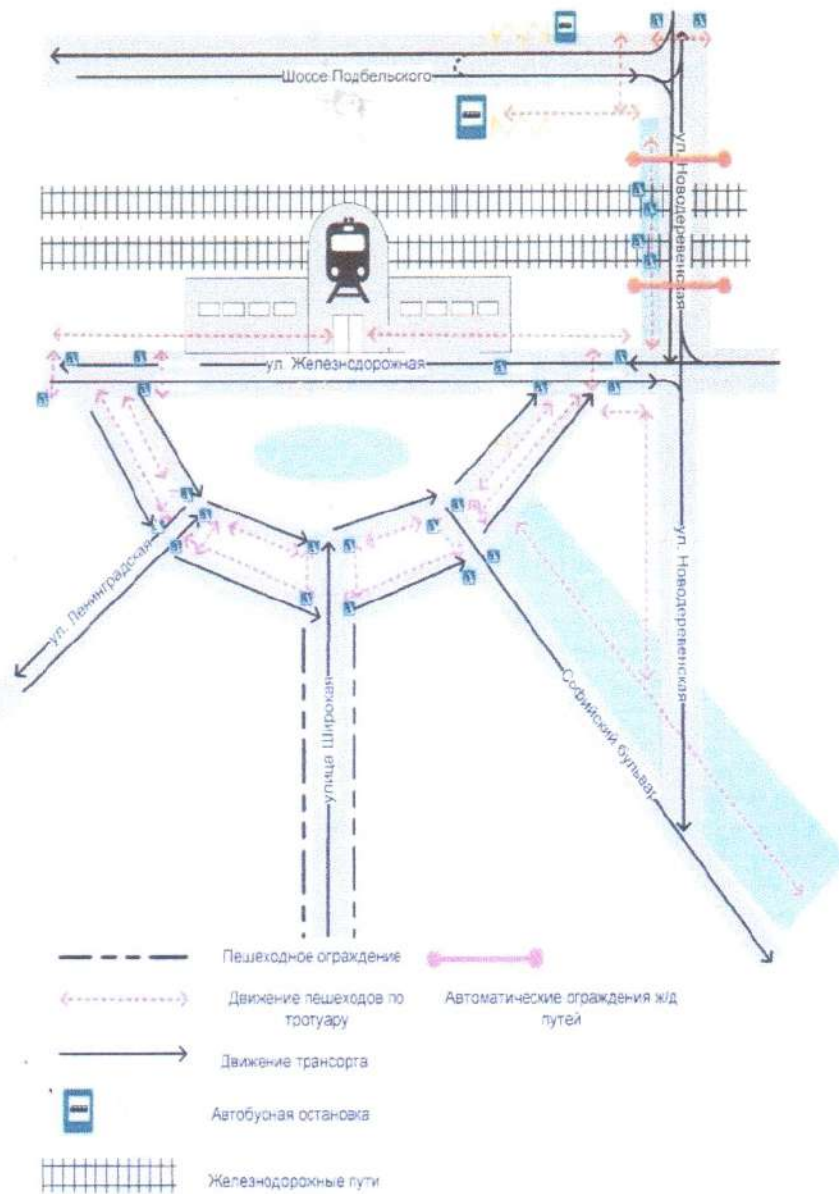 Шоссе Подбельского
ул. Новодеревенская
ул. Железнодорожная
ул. Ленинградская
улица Широкая
Софийский бульвар
ул. Новодеревенская
Пешеходное ограждение
Движение пешеходов по
тротуару
Автоматические ограждения ж/д
путей
Движение трансорта
Автобусная остановка
Железнодорожные пути